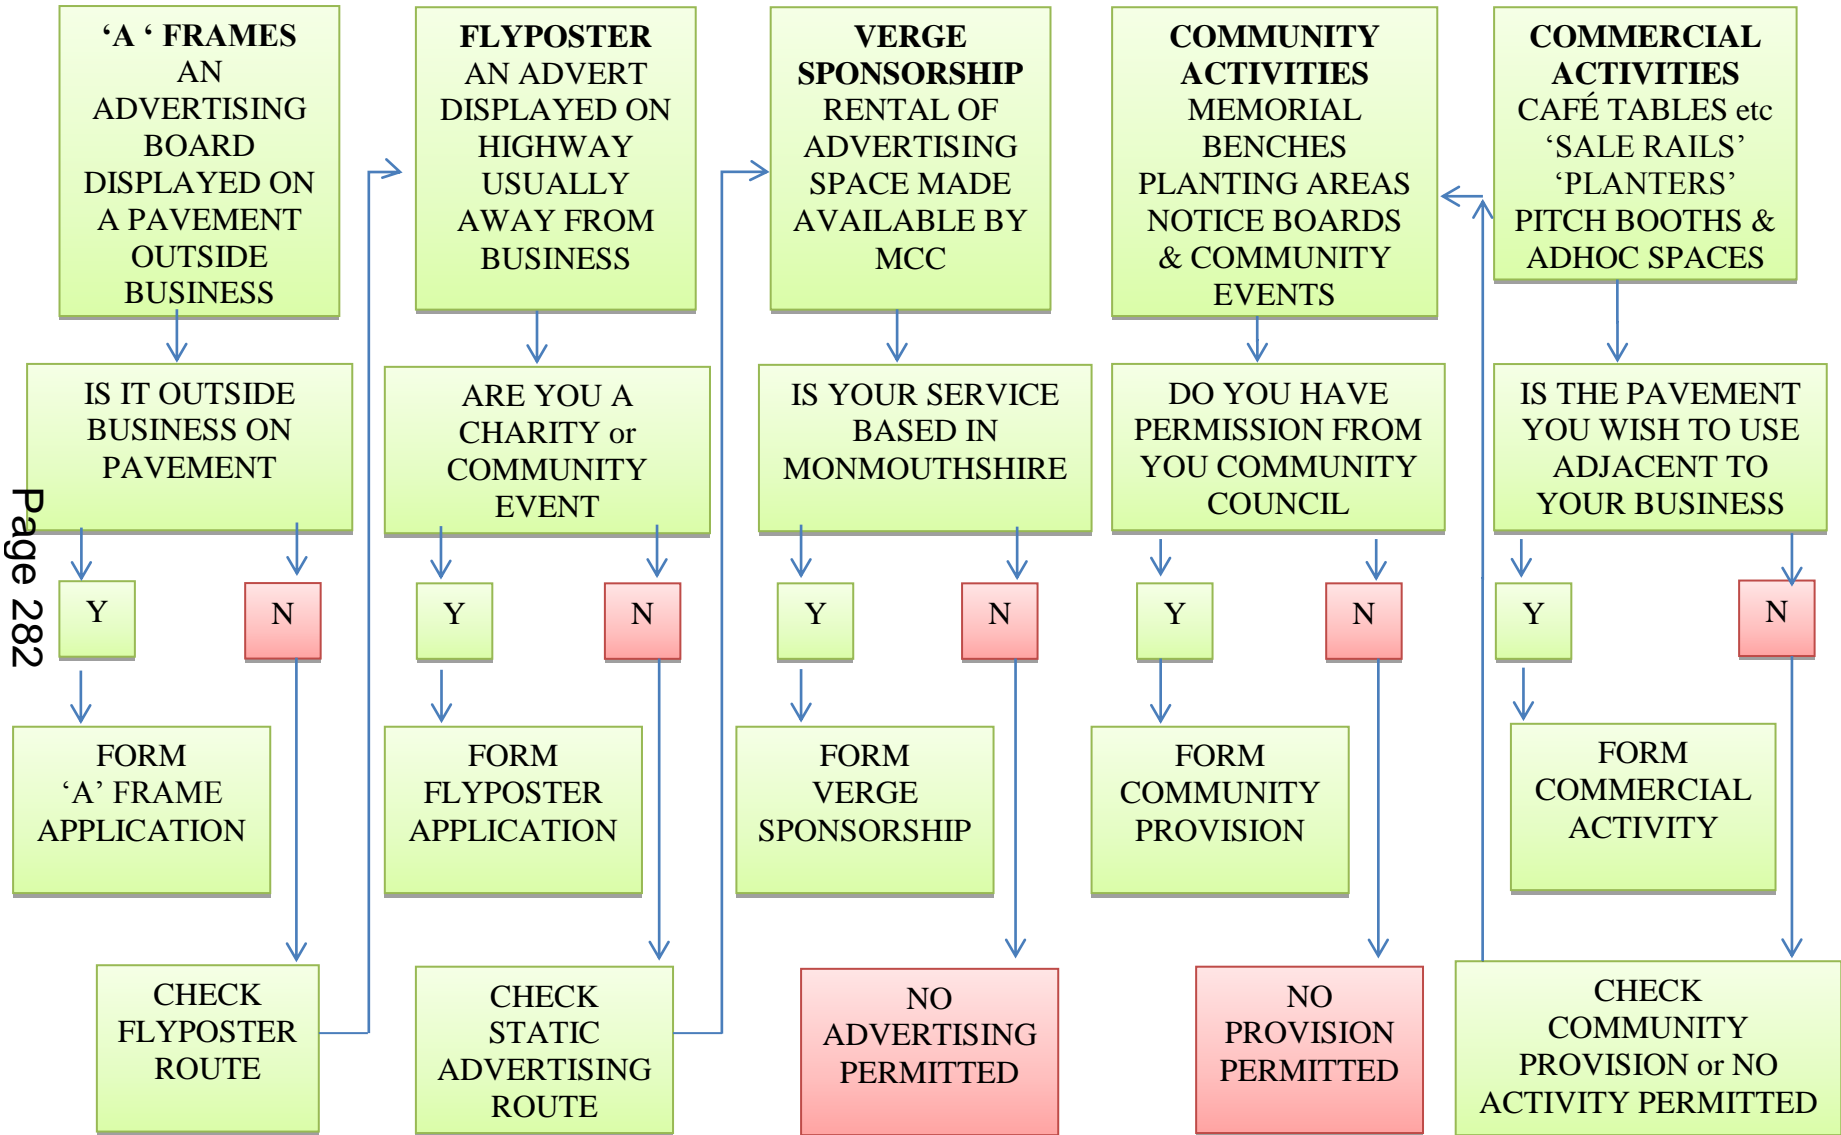 ‘A ‘ FRAMES
AN
ADVERTISING
BOARD
DISPLAYED ON
A PAVEMENT
OUTSIDE
BUSINESS
FLYPOSTER
AN ADVERT
DISPLAYED ON
HIGHWAY
USUALLY
AWAY FROM
BUSINESS
VERGE
SPONSORSHIP
RENTAL OF
ADVERTISING
SPACE MADE
AVAILABLE BY
MCC
COMMUNITY
ACTIVITIES
MEMORIAL
BENCHES
PLANTING AREAS
NOTICE BOARDS
& COMMUNITY
EVENTS
COMMERCIAL
ACTIVITIES
CAFÉ TABLES etc
‘SALE RAILS’
‘PLANTERS’
PITCH BOOTHS &
ADHOC SPACES
IS IT OUTSIDE
BUSINESS ON
PAVEMENT
ARE YOU A
CHARITY or
COMMUNITY
EVENT
IS YOUR SERVICE
BASED IN
MONMOUTHSHIRE
DO YOU HAVE
PERMISSION FROM
YOU COMMUNITY
COUNCIL
IS THE PAVEMENT
YOU WISH TO USE
ADJACENT TO
YOUR BUSINESS
Page 282
Y
N
Y
N
Y
N
Y
N
Y
N
FORM
‘A’ FRAME
APPLICATION
FORM
FLYPOSTER
APPLICATION
FORM
VERGE
SPONSORSHIP
FORM
COMMUNITY
PROVISION
FORM
COMMERCIAL
ACTIVITY
CHECK
FLYPOSTER
ROUTE
CHECK
STATIC
ADVERTISING
ROUTE
NO
ADVERTISING
PERMITTED
NO
PROVISION
PERMITTED
CHECK
COMMUNITY
PROVISION or NO
ACTIVITY PERMITTED